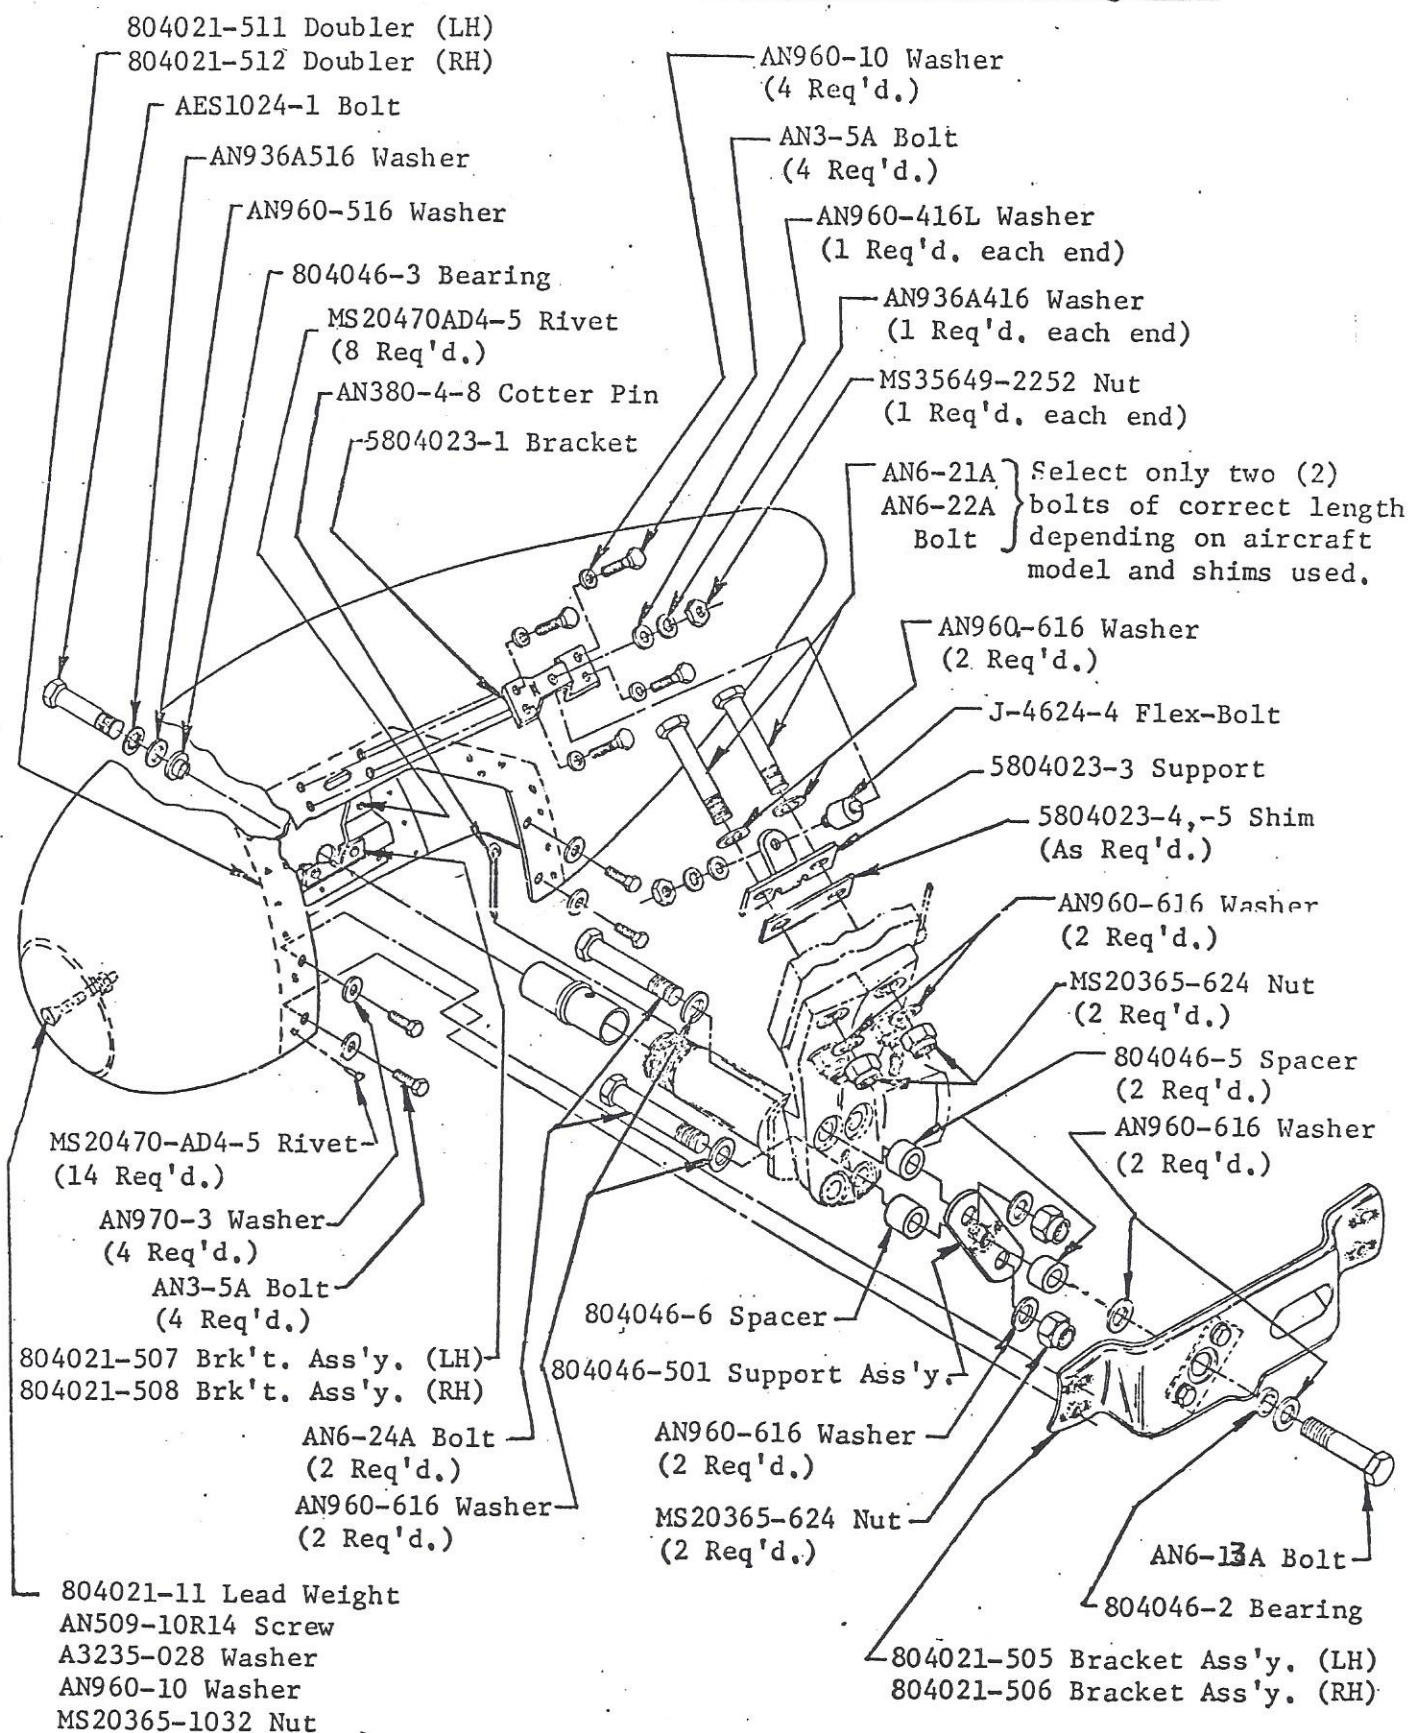 804021-511 Doubler (LH)
804021-512 Doubler (RH)
AES1024-1 Bolt
AN936A516 Washer
AN960-516 Washer
804046-3 Bearing
MS20470AD4-5 Rivet
(8 Req'd.)
AN380-4-8 Cotter Pin
5804023-1 Bracket
AN960-10 Washer
(4 Req'd.)
AN3-5A Bolt
(4 Req'd.)
AN960-416L Washer
(1 Req'd. each end)
AN936A416 Washer
(1 Req'd. each end)
MS35649-2252 Nut
(1 Req'd. each end)
AN6-21A
AN6-22A
Bolt
Select only two (2)
bolts of correct length
depending on aircraft
model and shims used.
AN960-616 Washer
(2 Req'd.)
J-4624-4 Flex-Bolt
5804023-3 Support
5804023-4,-5 Shim
(As Req'd.)
AN960-616 Washer
(2 Req'd.)
MS20365-624 Nut
(2 Req'd.)
804046-5 Spacer
(2 Req'd.)
AN960-616 Washer
(2 Req'd.)
MS20470-AD4-5 Rivet
(14 Req'd.)
AN970-3 Washer
(4 Req'd.)
AN3-5A Bolt
(4 Req'd.)
804021-507 Brk't. Ass'y. (LH)
804021-508 Brk't. Ass'y. (RH)
AN6-24A Bolt
(2 Req'd.)
AN960-616 Washer
(2 Req'd.)
804046-6 Spacer
804046-501 Support Ass'y.
AN960-616 Washer
(2 Req'd.)
MS20365-624 Nut
(2 Req'd.)
AN6-13A Bolt
804046-2 Bearing
804021-505 Bracket Ass'y. (LH)
804021-506 Bracket Ass'y. (RH)
804021-11 Lead Weight
AN509-10R14 Screw
A3235-028 Washer
AN960-10 Washer
MS20365-1032 Nut